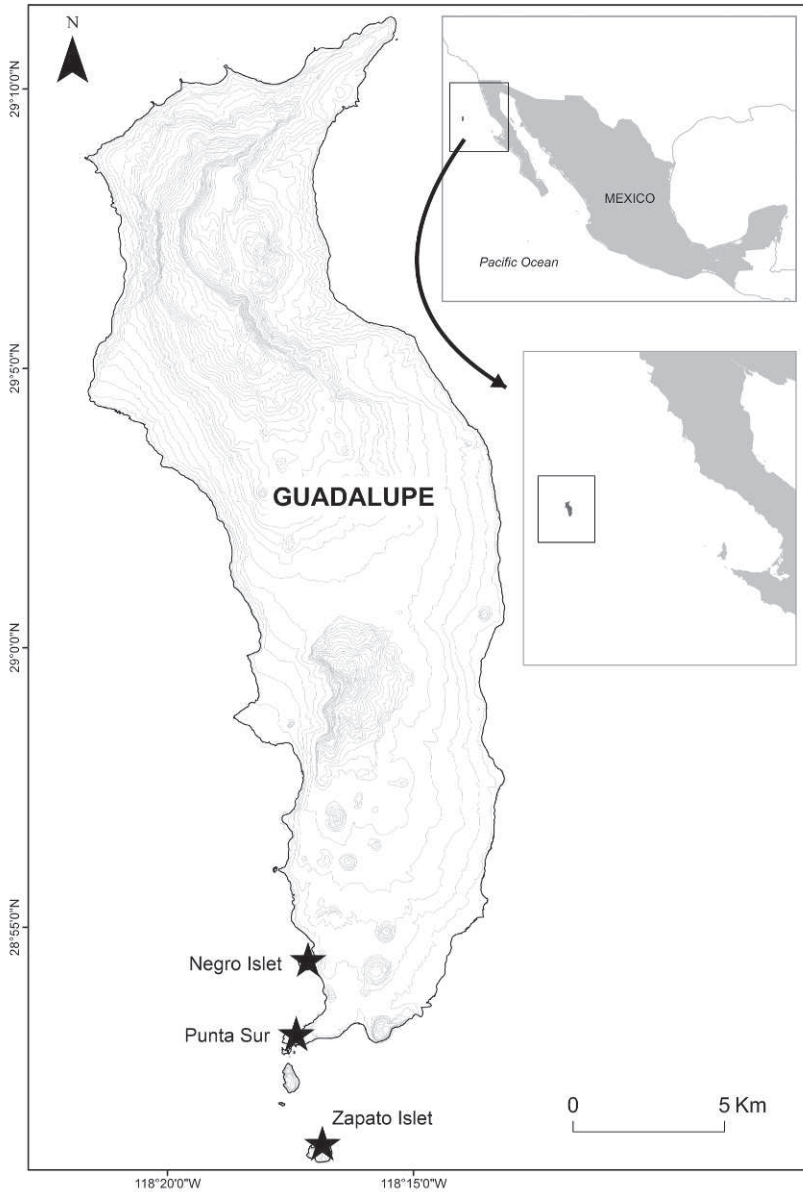 N
29°10'0"N
29°5'0"N
29°0'0"N
28°55'0"N
MEXICO
Pacific Ocean
GUADALUPE
Negro Islet
Punta Sur
Zapato Islet
0 5 Km
118°20'0"W 118°15'0"W